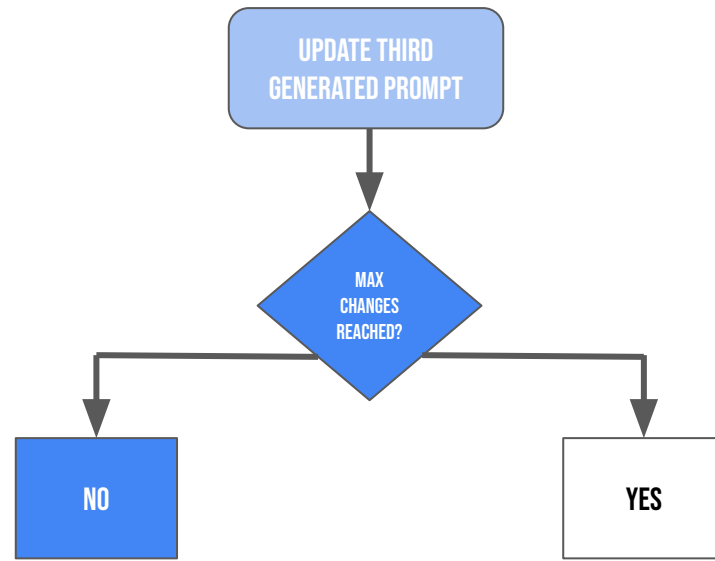 UPDATE THIRD
GENERATED PROMPT
MAX
CHANGES
REACHED?
NO
YES